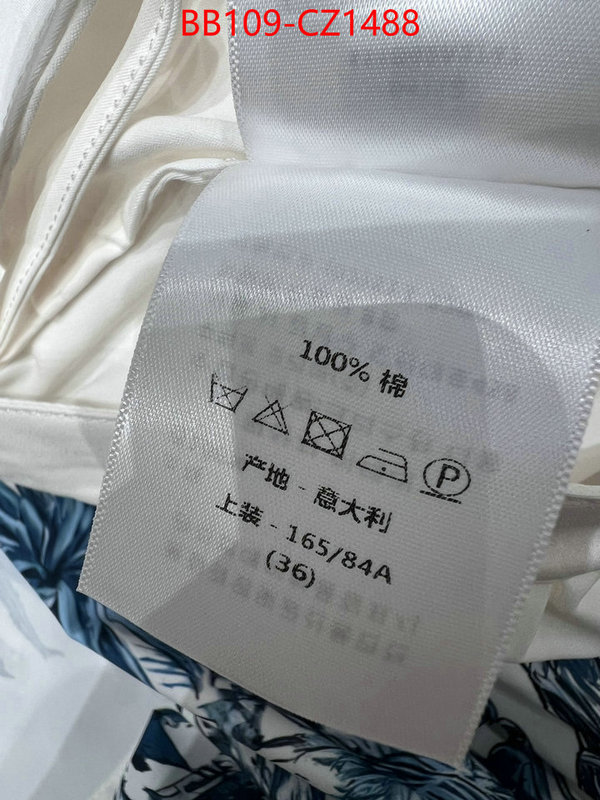 BB109-CZ1488
100% 棉
P
产地 - 意大利
上装 - 165/84A
(36)